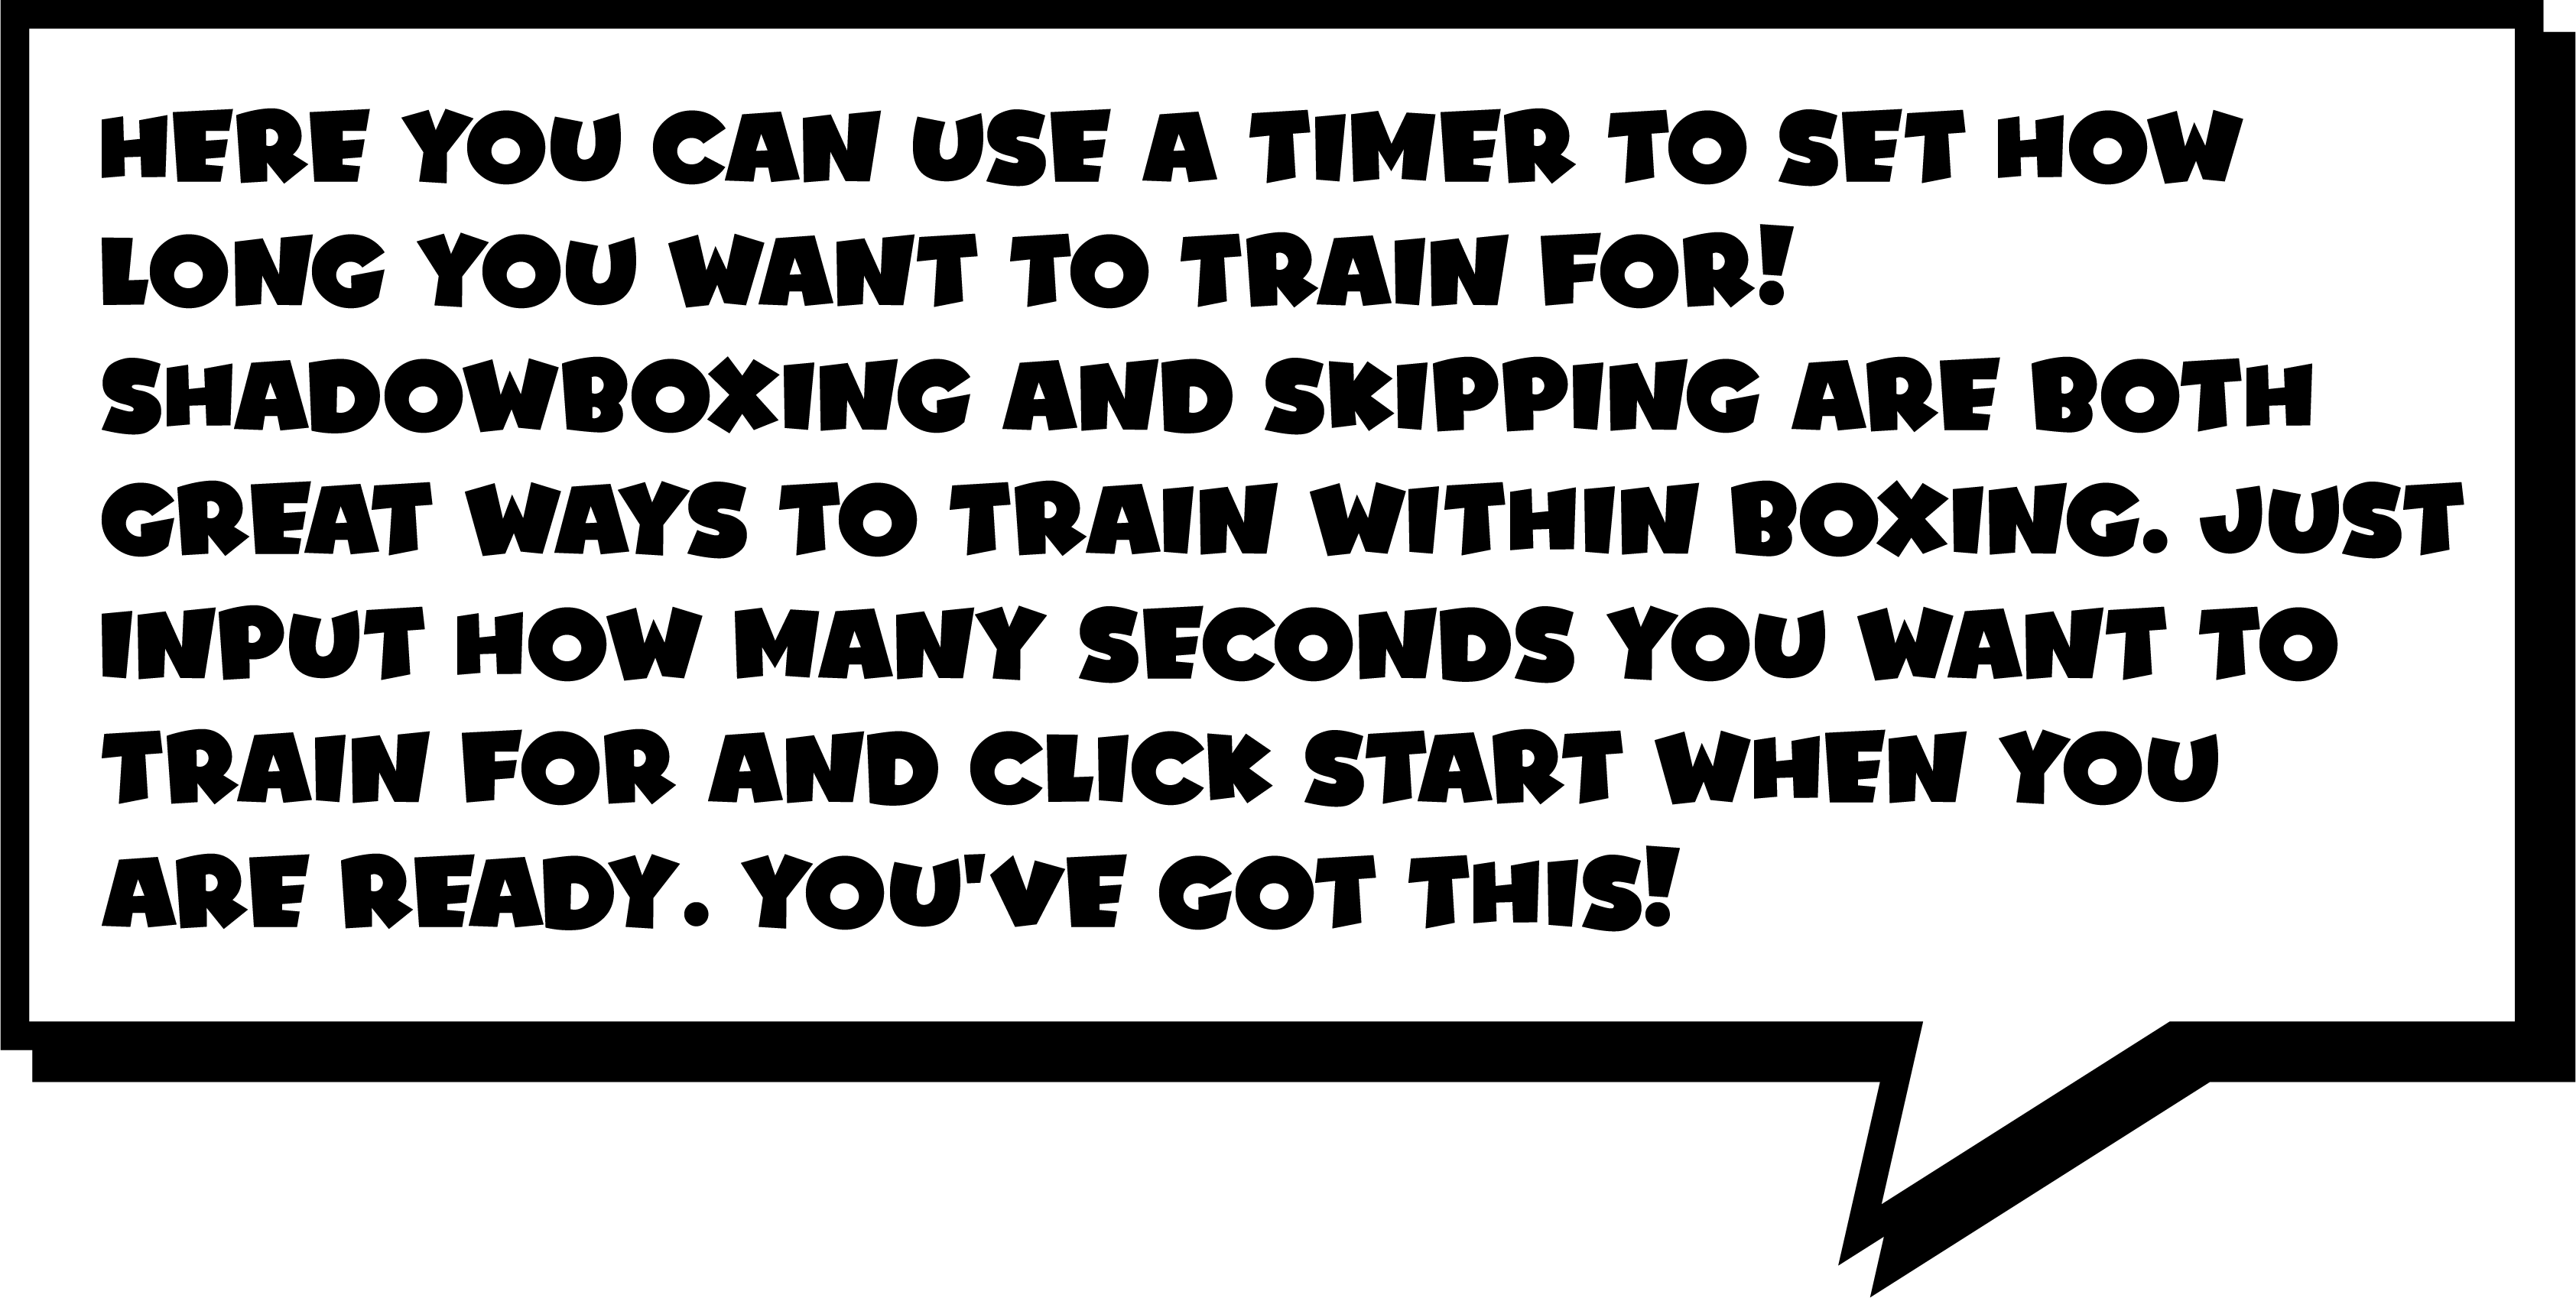 HERE YOU CAN USE A TIMER TO SET HOW
LONG YOU WANT TO TRAIN FOR!
SHADOWBOXING AND SKIPPING ARE BOTH
GREAT WAYS TO TRAIN WITHIN BOXING. JUST
INPUT HOW MANY SECONDS YOU WANT TO
TRAIN FOR AND CLICK START WHEN YOU
ARE READY. YOU'VE GOT THIS!